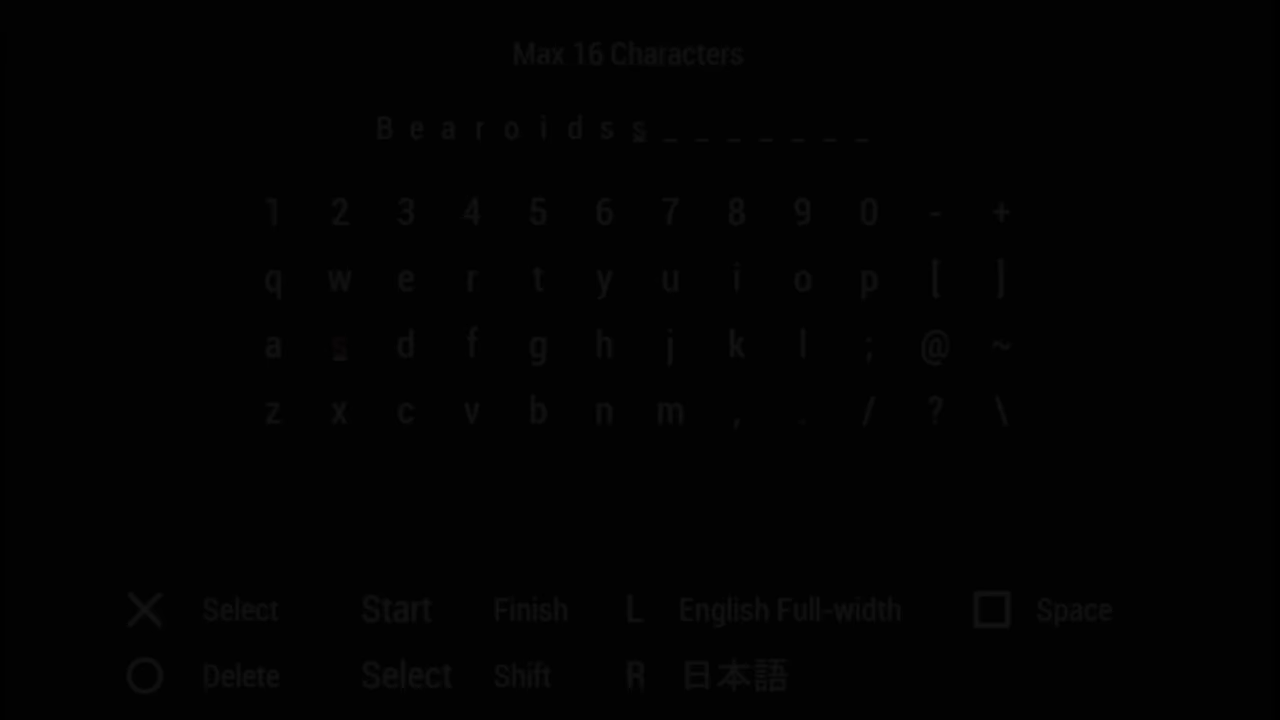 Max 16 Characters
B e a r o i d s s _ _ _ _ _ _ _
1 2 3 4 5 6 7 8 9 0 - +
q w e r t y u i o p [ ]
a s d f g h j k l ; @ ~
z x c v b n m , . / ? \
Select Start Finish L English Full-width Space
Delete Select Shift R 日本語